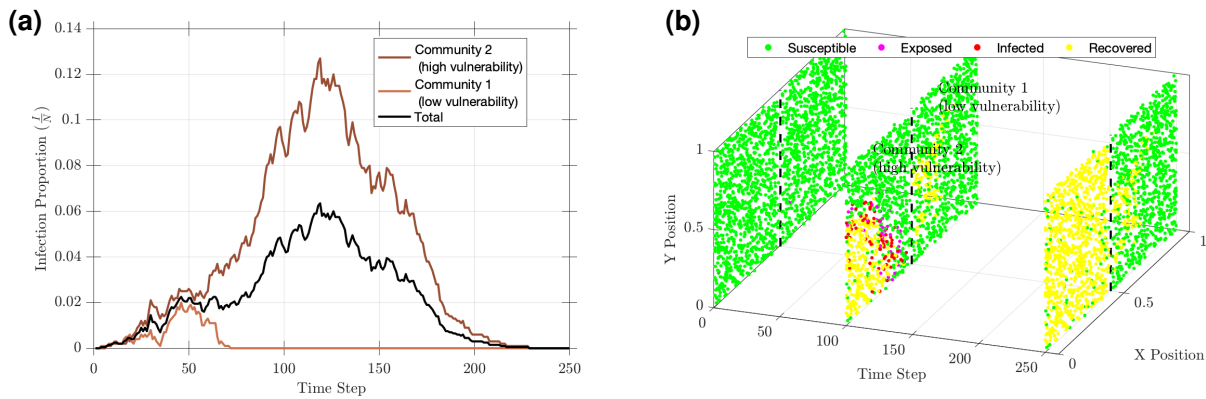 (a)
0.14
0.12
0.1
0.08
0.06
0.04
0.02
0
Infection Proportion (I/N)
Community 2
(high vulnerability)
Community 1
(low vulnerability)
Total
0
50
100
150
200
250
Time Step
(b)
Susceptible
Exposed
Infected
Recovered
Community 1
(low vulnerability)
Community 2
(high vulnerability)
1
0.5
0
Y Position
0
50
100
150
200
250
Time Step
0
0.5
1
X Position